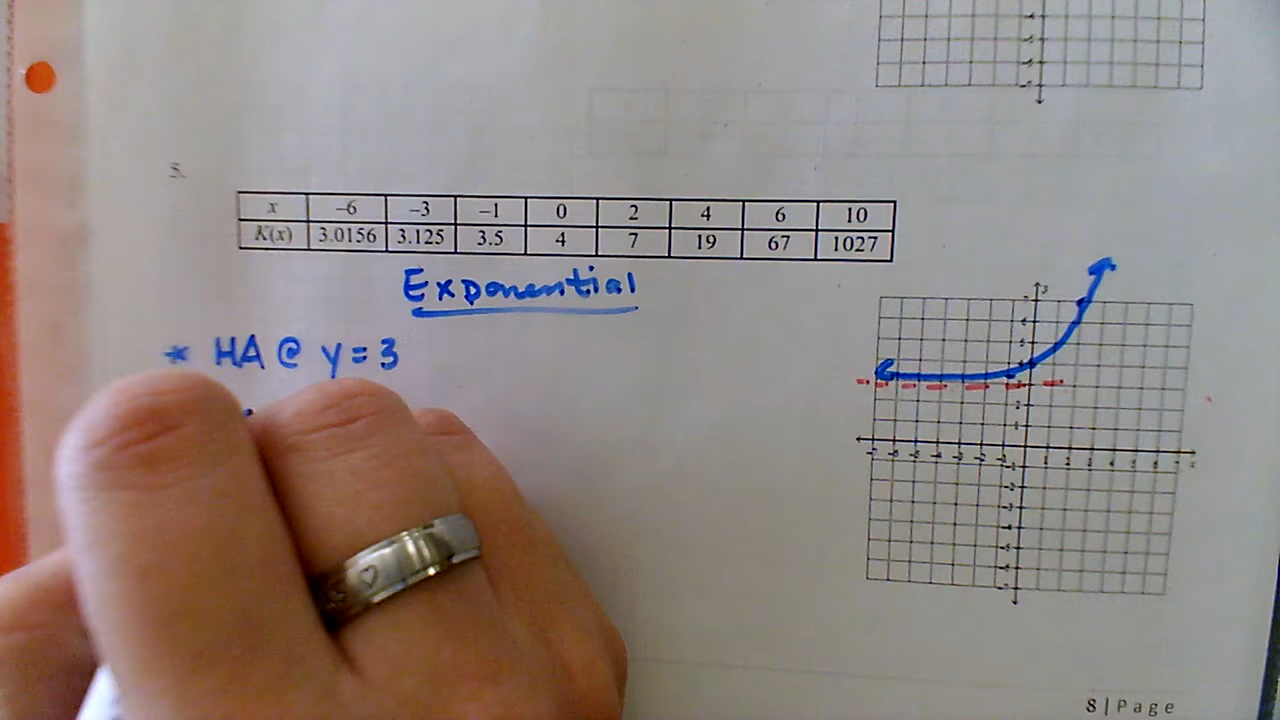 5.
x –6 –3 –1 0 2 4 6 10
K(x) 3.0156 3.125 3.5 4 7 19 67 1027
Exponential
* HA @ y = 3
8 | Page